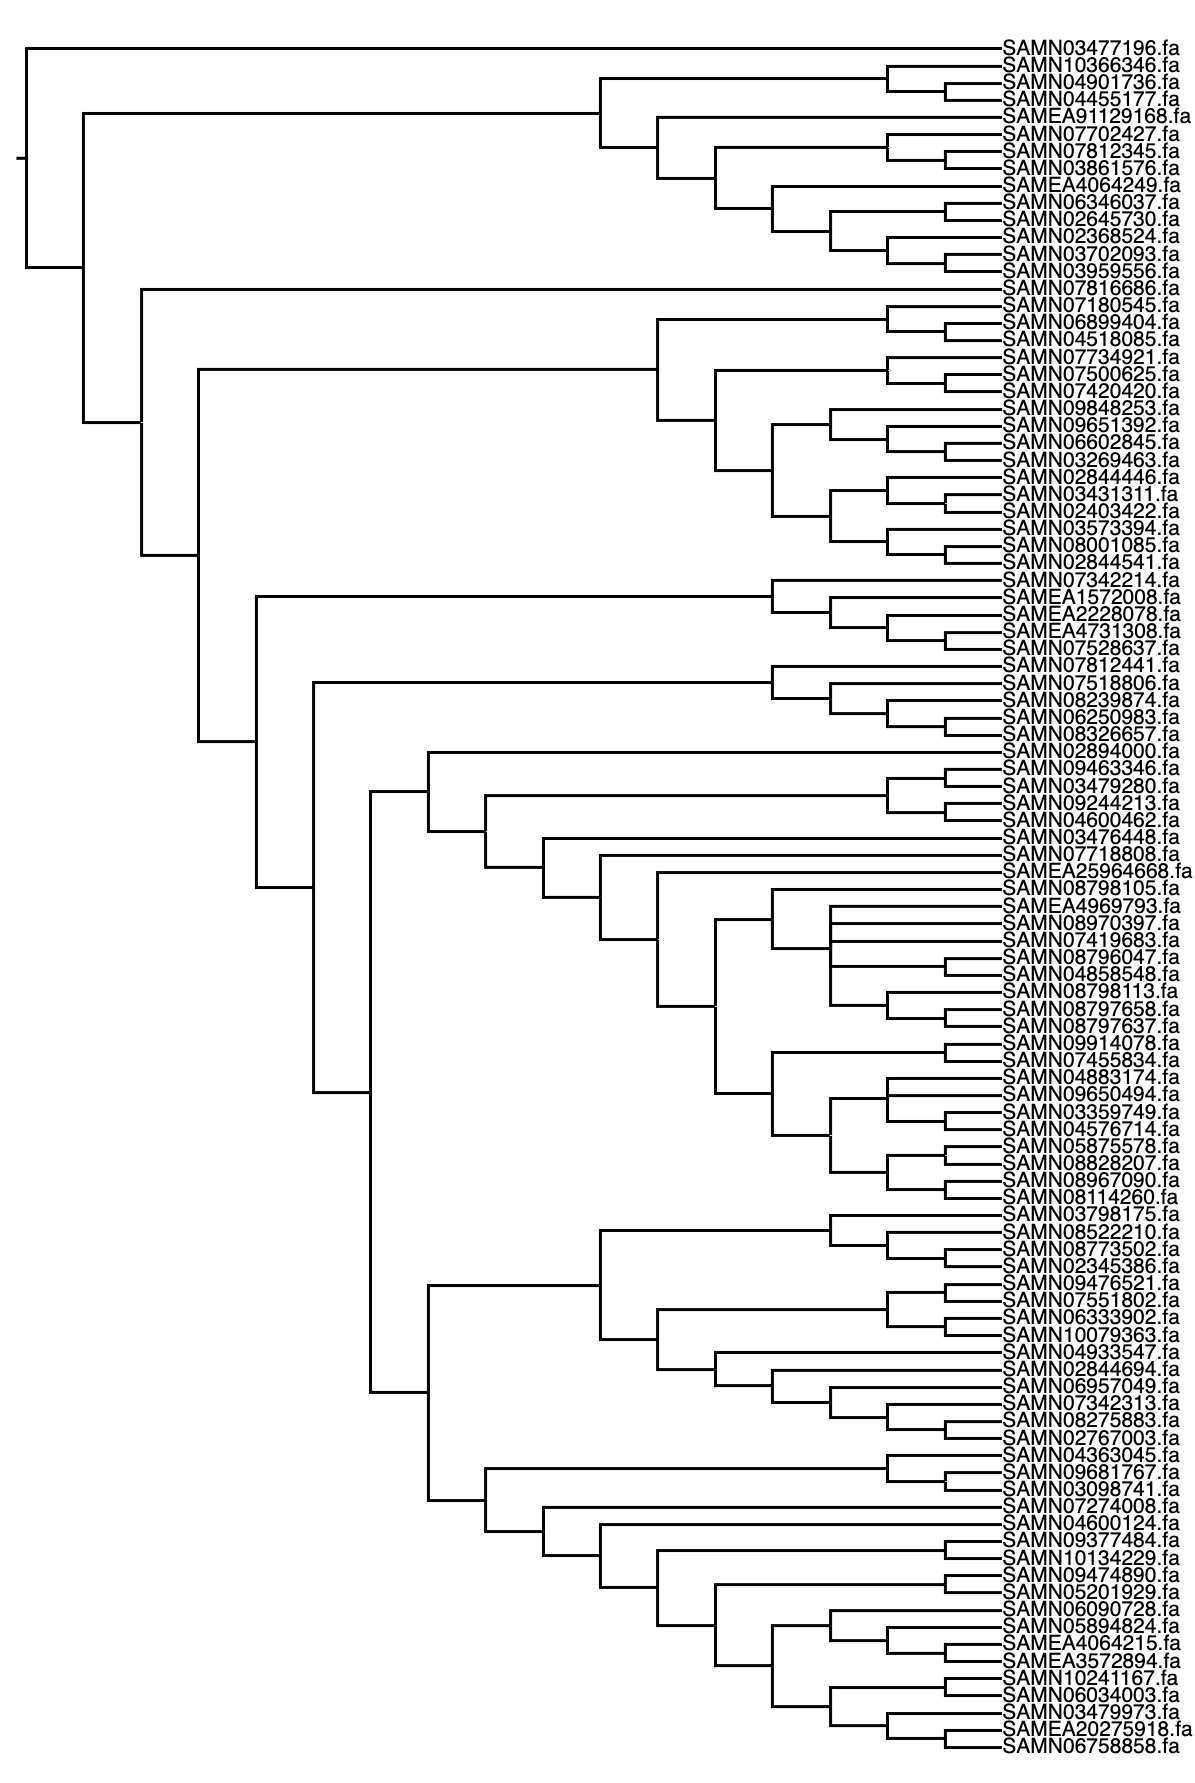 SAMN03477196.fa
SAMN10366346.fa
SAMN04901736.fa
SAMN04455177.fa
SAMEA91129168.fa
SAMN07702427.fa
SAMN07812345.fa
SAMN03861576.fa
SAMEA4064249.fa
SAMN06346037.fa
SAMN02645730.fa
SAMN02368524.fa
SAMN03702093.fa
SAMN03959556.fa
SAMN07816686.fa
SAMN07180545.fa
SAMN06899404.fa
SAMN04518085.fa
SAMN07734921.fa
SAMN07500625.fa
SAMN07420420.fa
SAMN09848253.fa
SAMN09651392.fa
SAMN06602845.fa
SAMN03269463.fa
SAMN02844446.fa
SAMN03431311.fa
SAMN02403422.fa
SAMN03573394.fa
SAMN08001085.fa
SAMN02844541.fa
SAMN07342214.fa
SAMEA1572008.fa
SAMEA2228078.fa
SAMEA4731308.fa
SAMN07528637.fa
SAMN07812441.fa
SAMN07518806.fa
SAMN08239874.fa
SAMN06250983.fa
SAMN08326657.fa
SAMN02894000.fa
SAMN09463346.fa
SAMN03479280.fa
SAMN09244213.fa
SAMN04600462.fa
SAMN03476448.fa
SAMN07718808.fa
SAMEA25964668.fa
SAMN08798105.fa
SAMEA4969793.fa
SAMN08970397.fa
SAMN07419683.fa
SAMN08796047.fa
SAMN04858548.fa
SAMN08798113.fa
SAMN08797658.fa
SAMN08797637.fa
SAMN09914078.fa
SAMN07455834.fa
SAMN04883174.fa
SAMN09650494.fa
SAMN03359749.fa
SAMN04576714.fa
SAMN05875578.fa
SAMN08828207.fa
SAMN08967090.fa
SAMN08114260.fa
SAMN03798175.fa
SAMN08522210.fa
SAMN08773502.fa
SAMN02345386.fa
SAMN09476521.fa
SAMN07551802.fa
SAMN06333902.fa
SAMN10079363.fa
SAMN04933547.fa
SAMN02844694.fa
SAMN06957049.fa
SAMN07342313.fa
SAMN08275883.fa
SAMN02767003.fa
SAMN04363045.fa
SAMN09681767.fa
SAMN03098741.fa
SAMN07274008.fa
SAMN04600124.fa
SAMN09377484.fa
SAMN10134229.fa
SAMN09474890.fa
SAMN05201929.fa
SAMN06090728.fa
SAMN05894824.fa
SAMEA4064215.fa
SAMEA3572894.fa
SAMN10241167.fa
SAMN06034003.fa
SAMN03479973.fa
SAMEA20275918.fa
SAMN06758858.fa